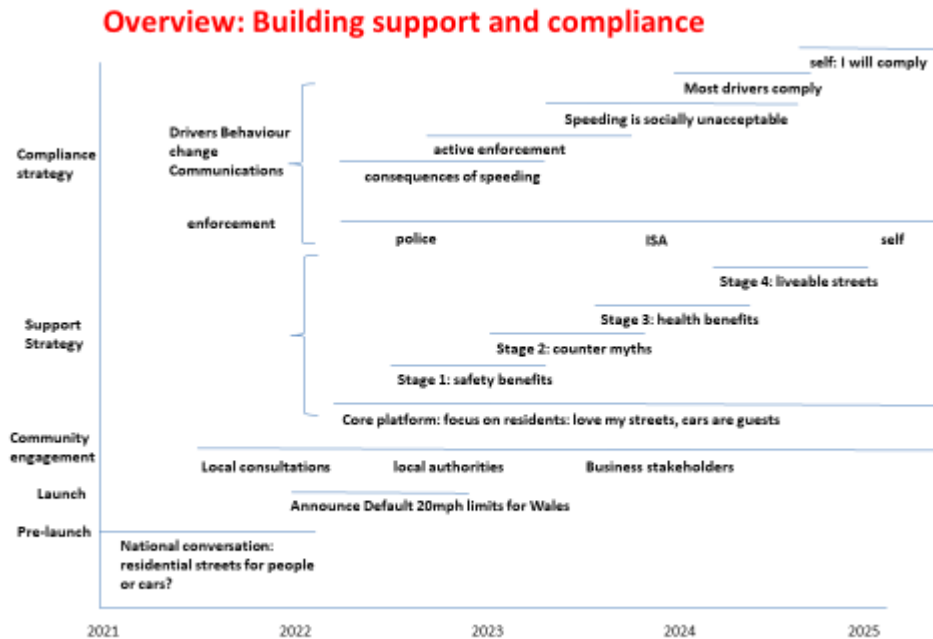 Overview: Building support and compliance
self: I will comply
Most drivers comply
Speeding is socially unacceptable
Drivers Behaviour
change
Communications
active enforcement
Compliance
strategy
consequences of speeding
enforcement
police
ISA
self
Stage 4: liveable streets
Stage 3: health benefits
Support
Strategy
Stage 2: counter myths
Stage 1: safety benefits
Core platform: focus on residents: love my streets, cars are guests
Community
engagement
Local consultations
local authorities
Business stakeholders
Launch
Announce Default 20mph limits for Wales
Pre-launch
National conversation:
residential streets for people
or cars?
2021
2022
2023
2024
2025